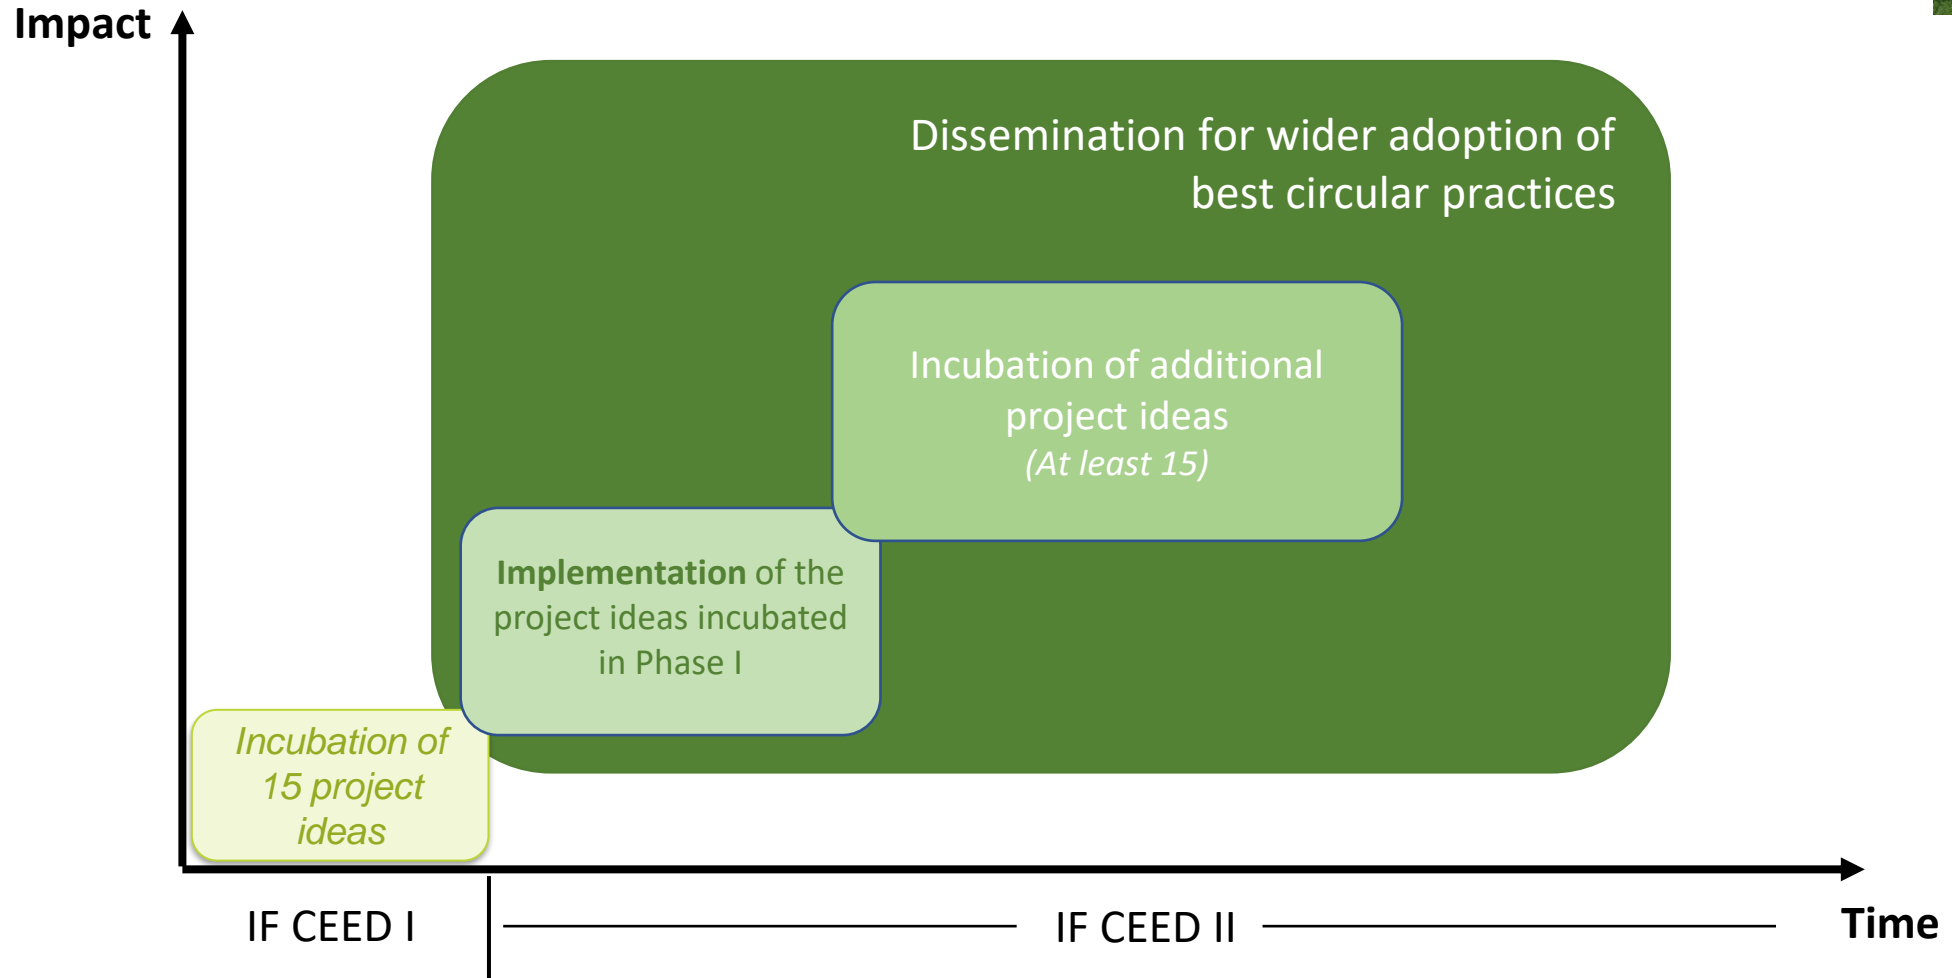 Impact
Dissemination for wider adoption of
best circular practices
Incubation of additional
project ideas
(At least 15)
Implementation of the
project ideas incubated
in Phase I
Incubation of
15 project
ideas
IF CEED I
IF CEED II
Time